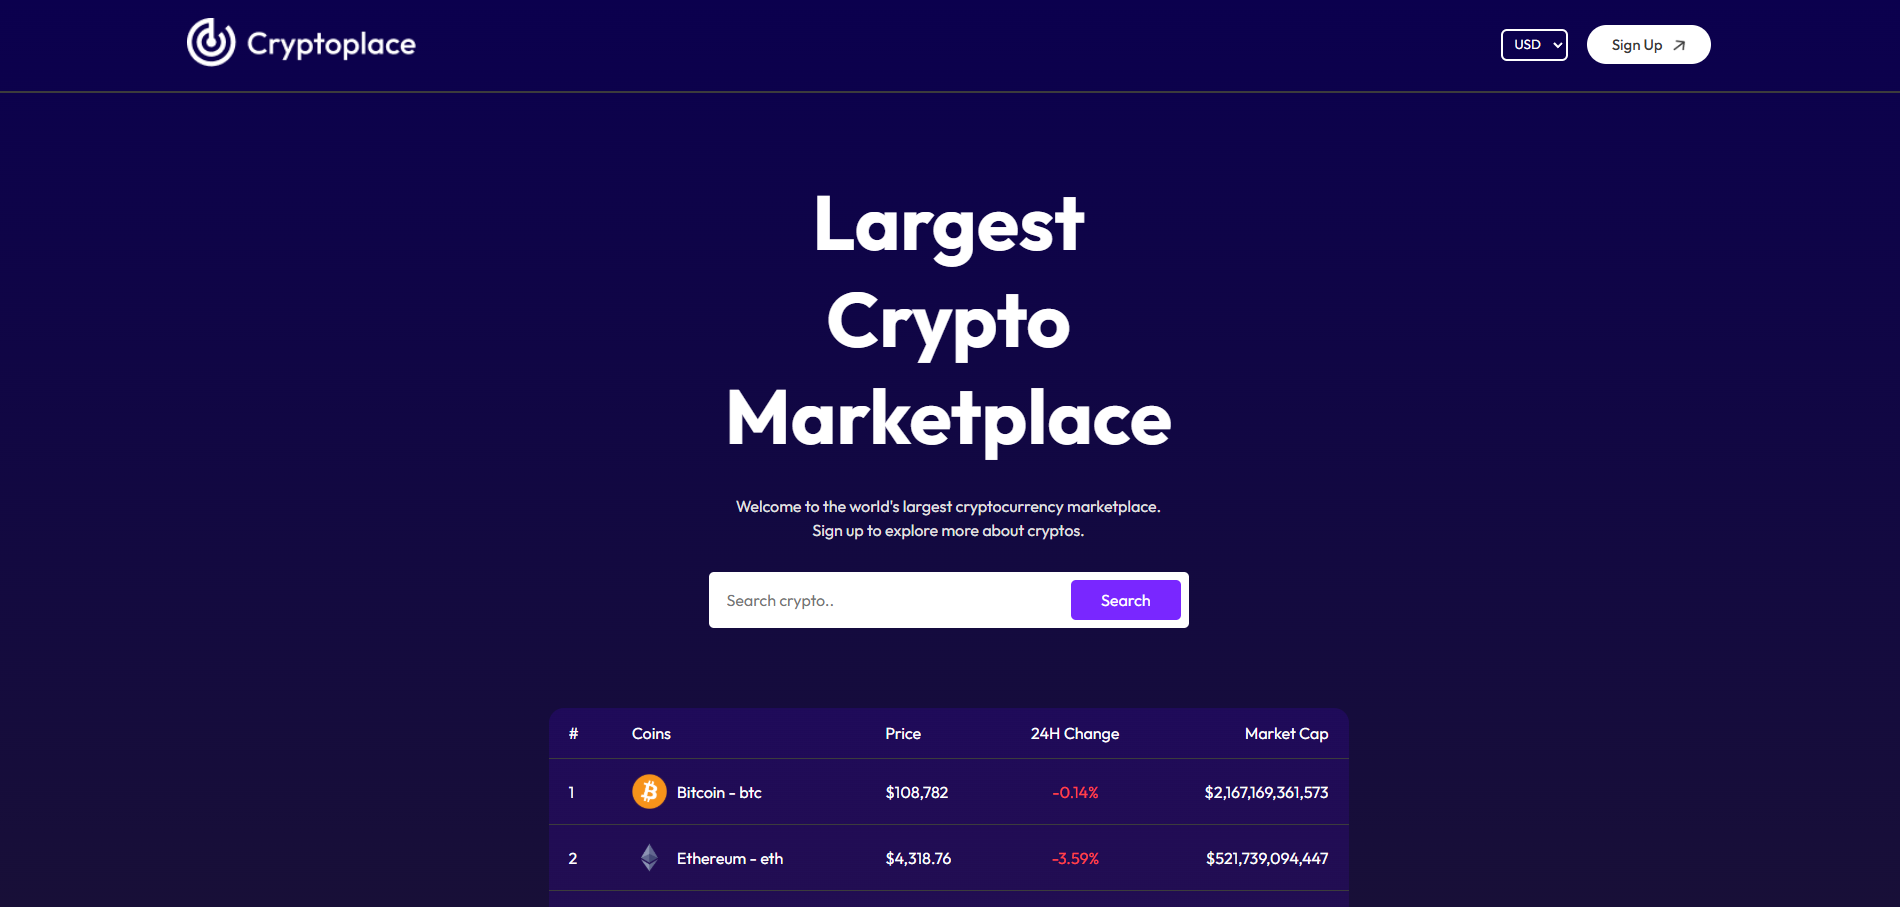 Cryptoplace
USD
Sign Up
Largest
Crypto
Marketplace
Welcome to the world's largest cryptocurrency marketplace.
Sign up to explore more about cryptos.
Search crypto..
Search
# Coins Price 24H Change Market Cap
1 Bitcoin - btc $108,782 -0.14% $2,167,169,361,573
2 Ethereum - eth $4,318.76 -3.59% $521,739,094,447